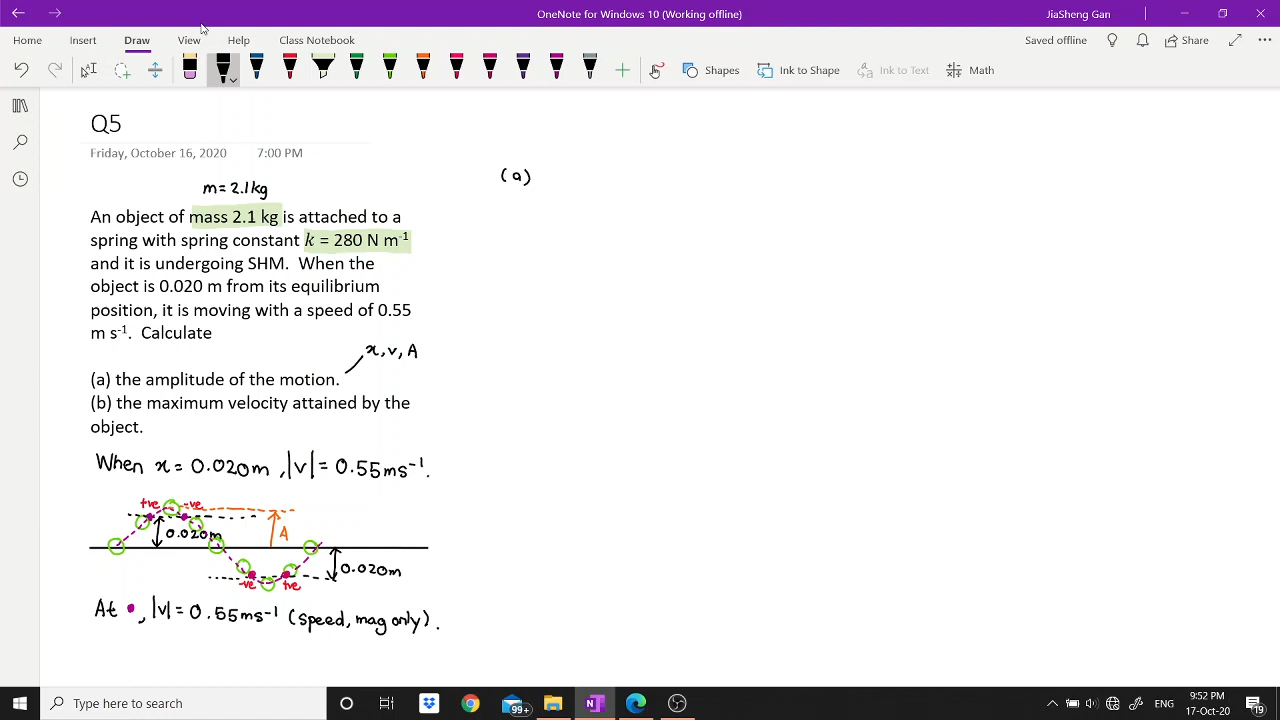 OneNote for Windows 10 (Working offline)
JiaSheng Gan
Home Insert Draw View Help Class Notebook
Saved offline
Share
Shapes
Ink to Shape
Ink to Text
Math
Q5
Friday, October 16, 2020 7:00 PM
m = 2.1kg
(a)
An object of mass 2.1 kg is attached to a
spring with spring constant k = 280 N m-1
and it is undergoing SHM. When the
object is 0.020 m from its equilibrium
position, it is moving with a speed of 0.55
m s-1. Calculate
x, v, A
(a) the amplitude of the motion.
(b) the maximum velocity attained by the
object.
When x = 0.020m, |v| = 0.55ms⁻¹.
+ve -ve
0.020m
A
0.020m
-ve +ve
At , |v| = 0.55ms⁻¹ (speed, mag only).
Type here to search
99+
ENG
9:52 PM
17-Oct-20
19